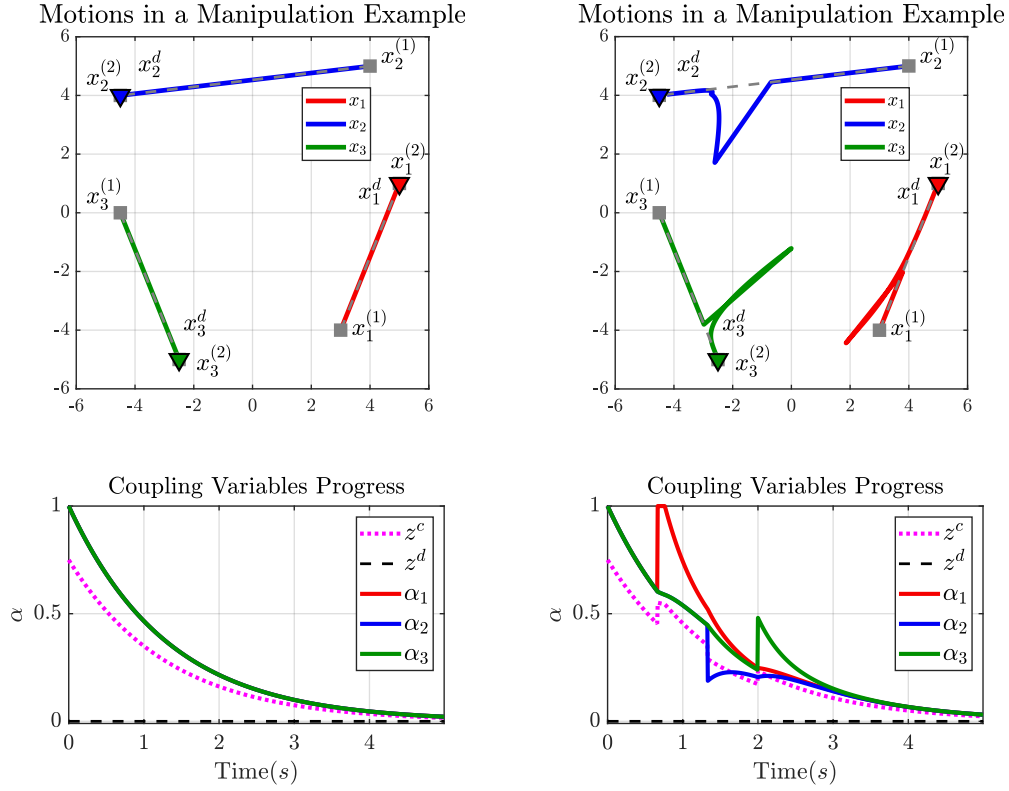 Motions in a Manipulation Example
6
4
2
0
-2
-4
-6
-6 -4 -2 0 2 4 6
x_2^{(2)} x_2^d x_2^{(1)}
x_1
x_2
x_3
x_1^{(2)}
x_1^d
x_3^{(1)}
x_3^d
x_1^{(1)}
x_3^{(2)}
Motions in a Manipulation Example
6
4
2
0
-2
-4
-6
-6 -4 -2 0 2 4 6
x_2^{(2)} x_2^d x_2^{(1)}
x_1
x_2
x_3
x_1^{(2)}
x_1^d
x_3^{(1)}
x_3^d
x_1^{(1)}
x_3^{(2)}
Coupling Variables Progress
1
0.5
0
α
z^c
z^d
α_1
α_2
α_3
0 1 2 3 4
Time(s)
Coupling Variables Progress
1
0.5
0
α
z^c
z^d
α_1
α_2
α_3
0 1 2 3 4
Time(s)